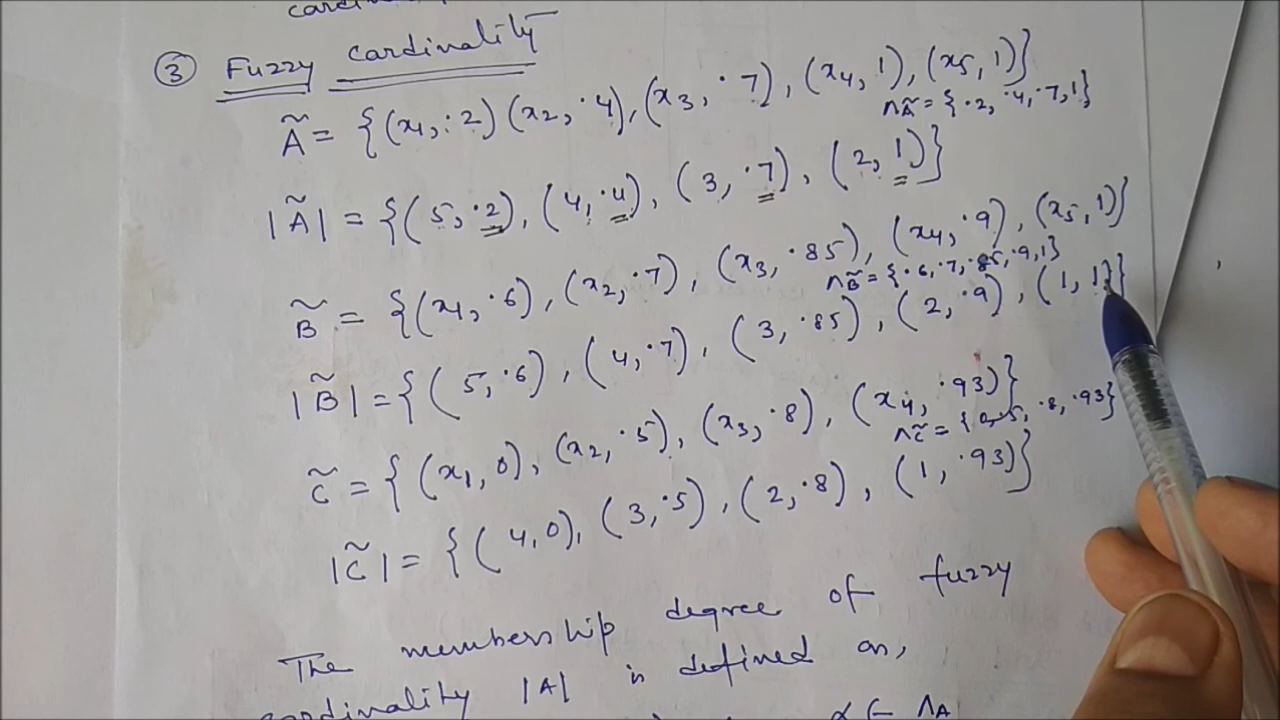 ③ Fuzzy cardinality
Ã = {(x1, .2) (x2, .4), (x3, .7), (x4, 1), (x5, 1)}
ΛÃ = {.2, .4, .7, 1}
|Ã| = {(5, .2), (4, .4), (3, .7), (2, 1)}
B̃ = {(x1, .6), (x2, .7), (x3, .85), (x4, .9), (x5, 1)}
ΛB̃ = {.6, .7, .85, .9, 1}
|B̃| = {(5, .6), (4, .7), (3, .85), (2, .9), (1, 1)}
C̃ = {(x1, 0), (x2, .5), (x3, .8), (x4, .93)}
ΛC̃ = {0, .5, .8, .93}
|C̃| = {(4, 0), (3, .5), (2, .8), (1, .93)}
The membership degree of fuzzy
cardinality |A| is defined as,
α ∈ ΛA